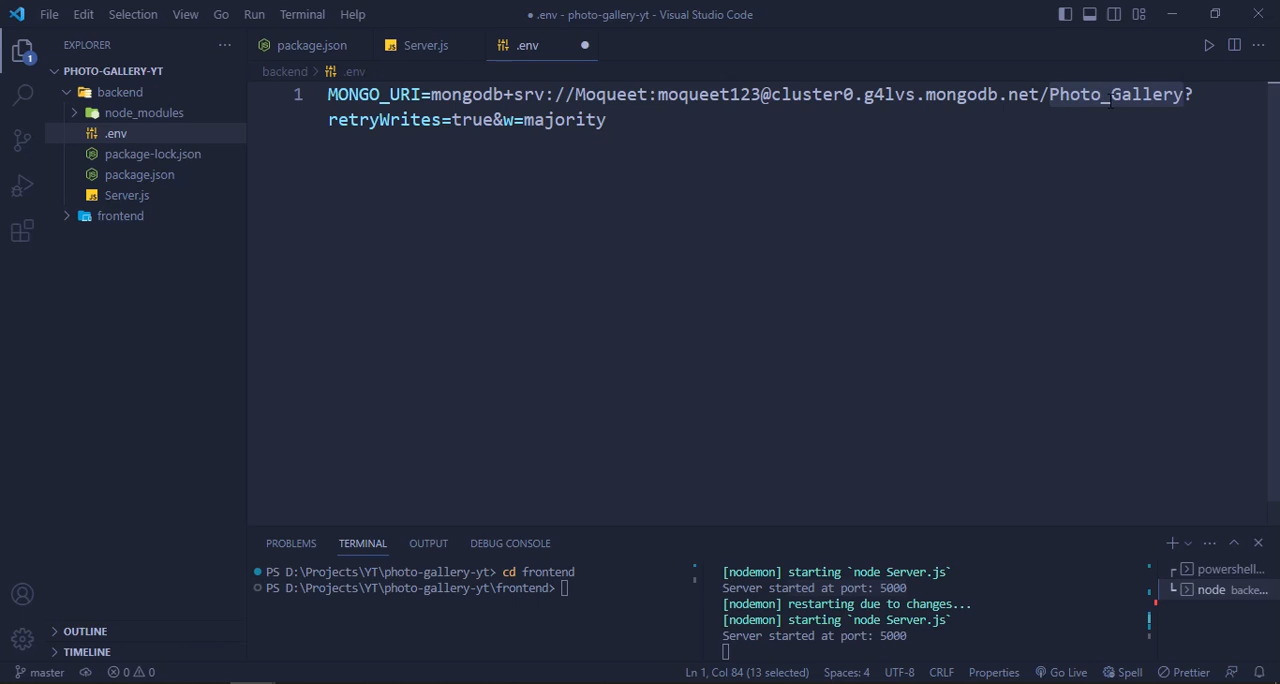 File Edit Selection View Go Run Terminal Help
● .env - photo-gallery-yt - Visual Studio Code
EXPLORER
1
PHOTO-GALLERY-YT
backend
node_modules
.env
package-lock.json
package.json
Server.js
frontend
OUTLINE
TIMELINE
package.json Server.js .env
backend > .env
1 MONGO_URI=mongodb+srv://Moqueet:moqueet123@cluster0.g4lvs.mongodb.net/Photo_Gallery?
retryWrites=true&w=majority
PROBLEMS TERMINAL OUTPUT DEBUG CONSOLE
PS D:\Projects\YT\photo-gallery-yt> cd frontend
PS D:\Projects\YT\photo-gallery-yt\frontend>
[nodemon] starting `node Server.js`
Server started at port: 5000
[nodemon] restarting due to changes...
[nodemon] starting `node Server.js`
Server started at port: 5000
powershell...
node backe...
master 0 0 Ln 1, Col 84 (13 selected) Spaces: 4 UTF-8 CRLF Properties Go Live Spell Prettier